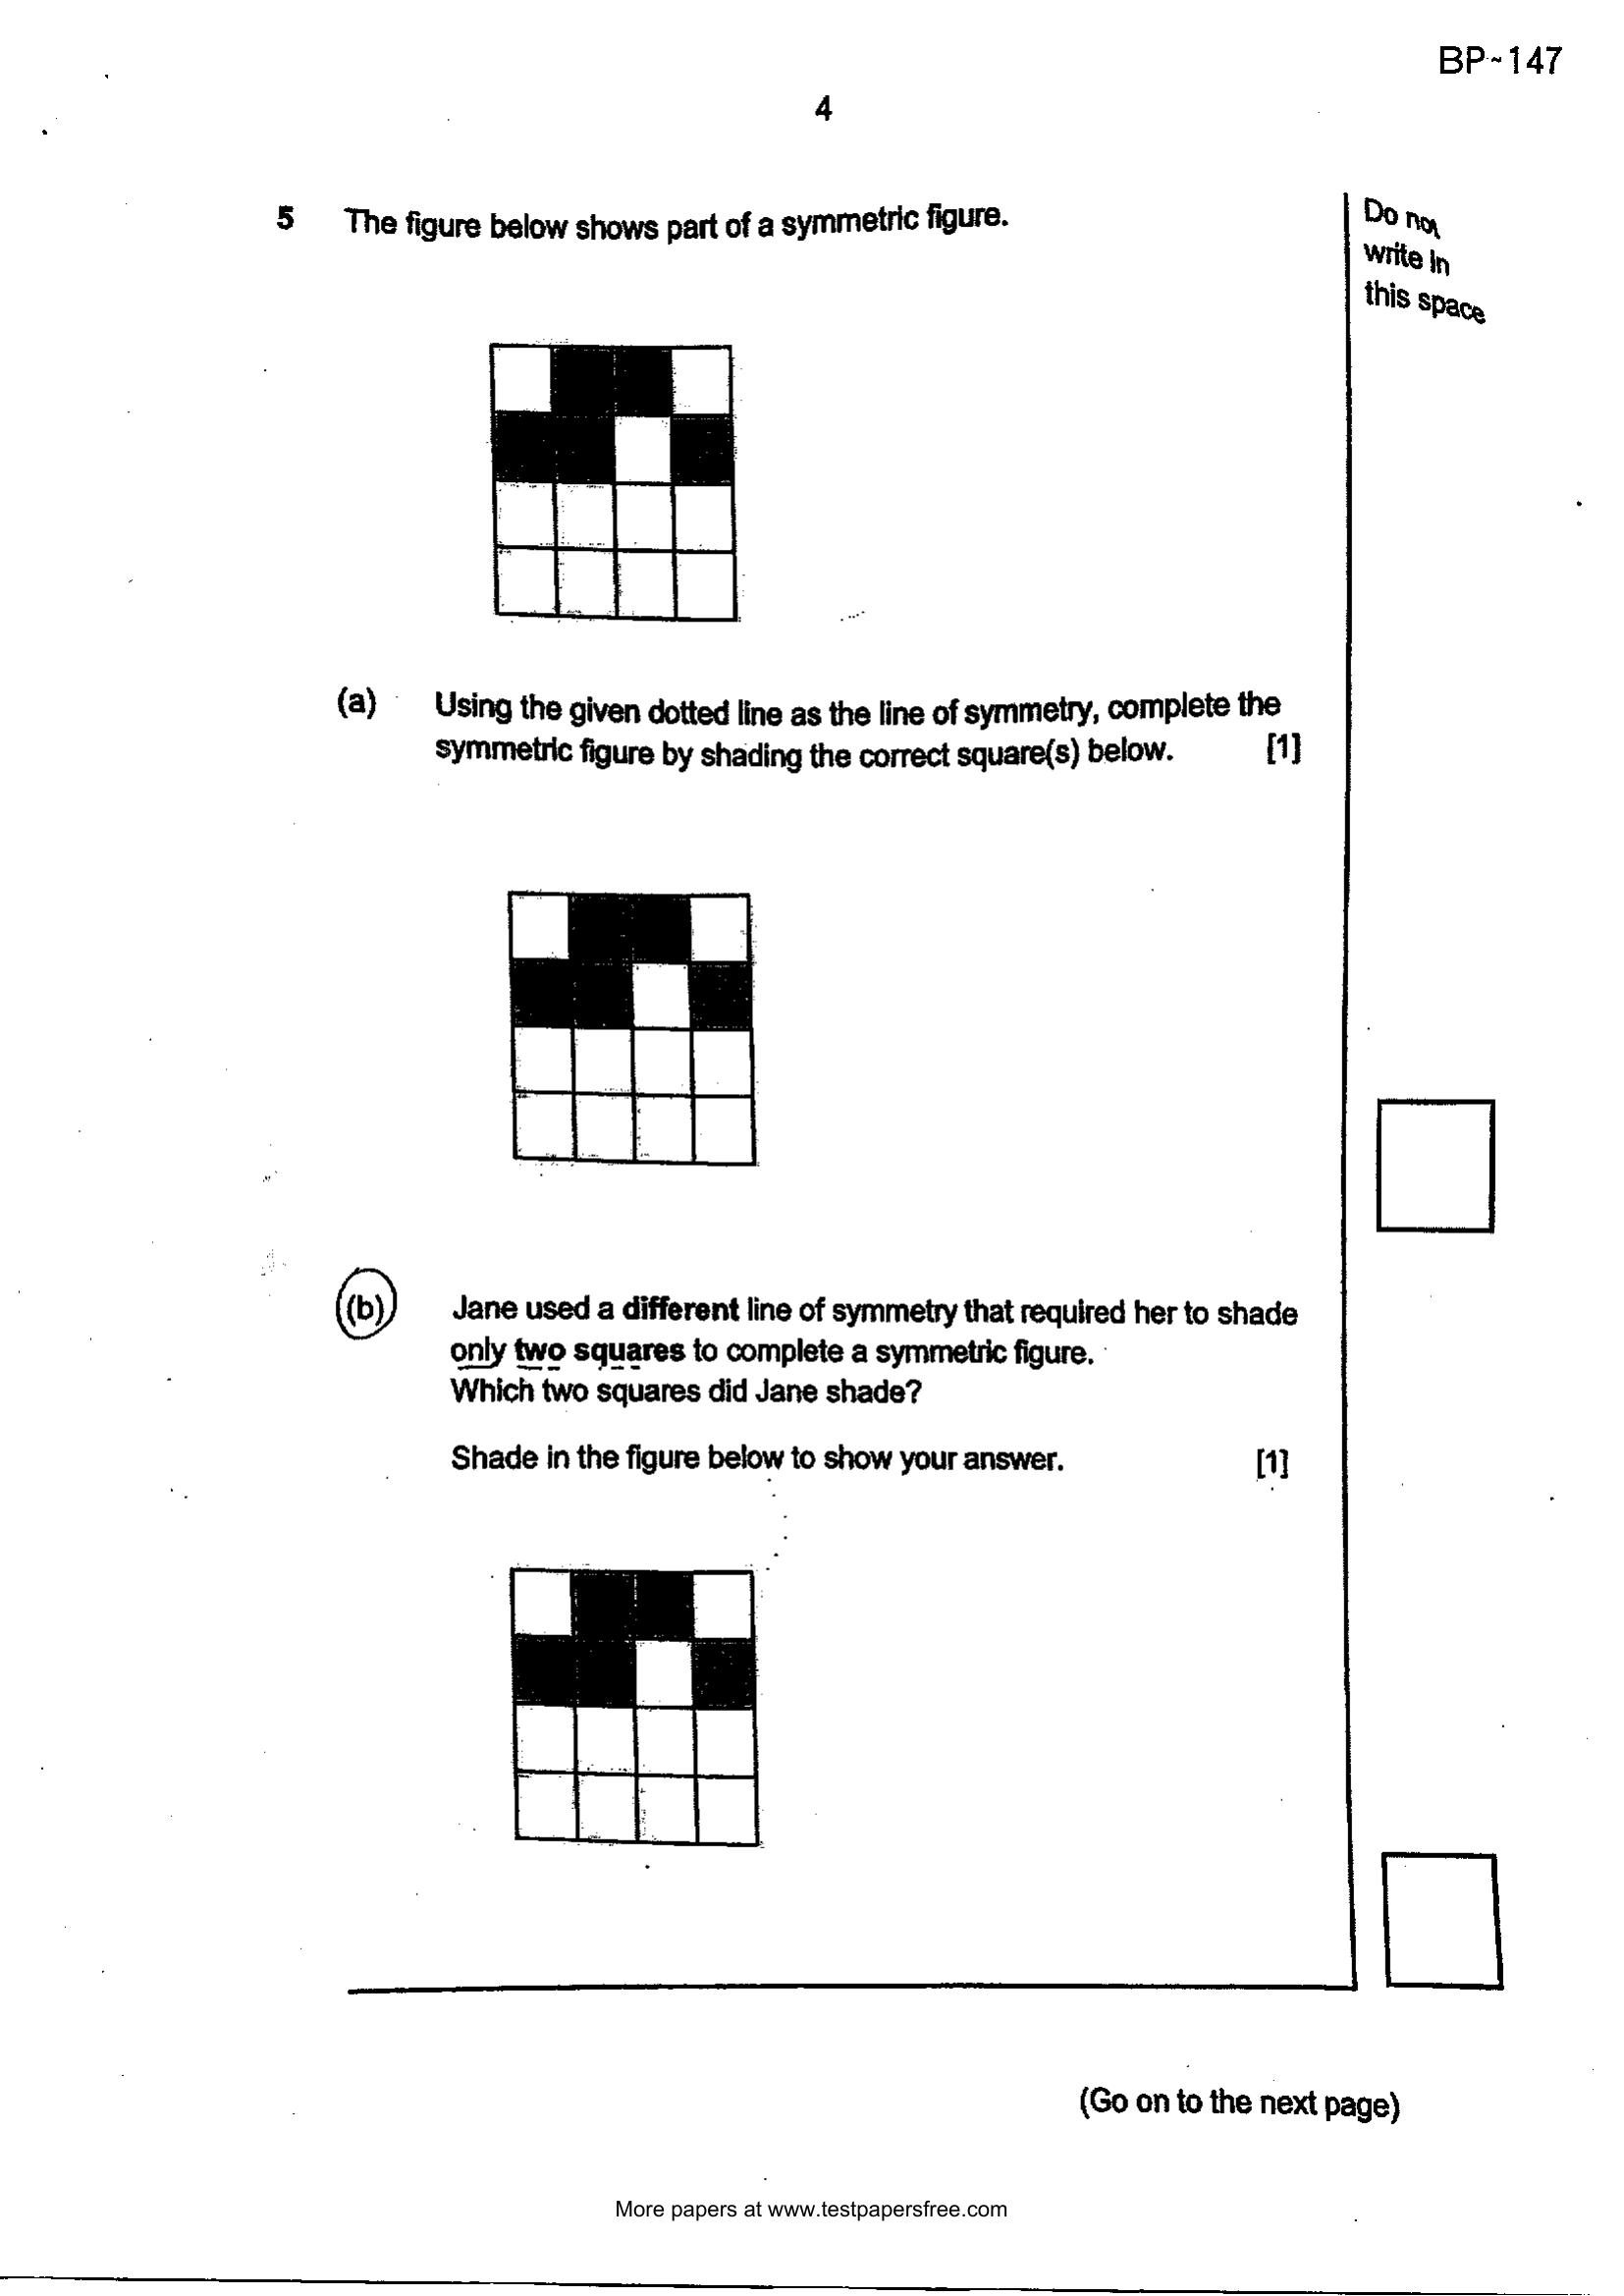 BP~147
4
5 The figure below shows part of a symmetric figure.
Do not
write in
this space
(a) Using the given dotted line as the line of symmetry, complete the
symmetric figure by shading the correct square(s) below. [1]
(b) Jane used a different line of symmetry that required her to shade
only two squares to complete a symmetric figure.
Which two squares did Jane shade?
Shade in the figure below to show your answer. [1]
(Go on to the next page)
More papers at www.testpapersfree.com